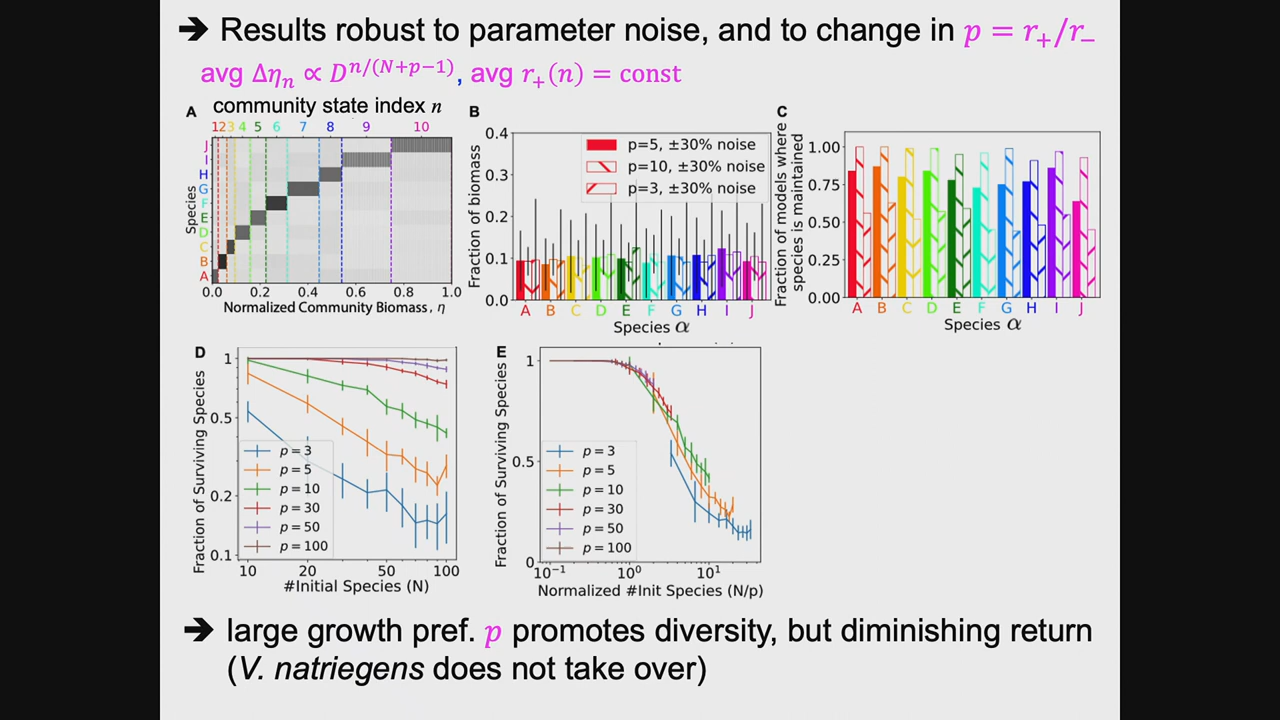 ➔ Results robust to parameter noise, and to change in p = r₊/r₋
avg Δηₙ ∝ D^{n/(N+p−1)}, avg r₊(n) = const
A
community state index n
1 2 3 4 5 6 7 8 9 10
Species
J
I
H
G
F
E
D
C
B
A
0.0 0.2 0.4 0.6 0.8 1.0
Normalized Community Biomass, η
B
Fraction of biomass
0.4
0.3
0.2
0.1
0.0
p=5, ±30% noise
p=10, ±30% noise
p=3, ±30% noise
A B C D E F G H I J
Species α
C
Fraction of models where
species is maintained
1.00
0.75
0.50
0.25
0.00
A B C D E F G H I J
Species α
D
Fraction of Surviving Species
1
0.5
0.2
0.1
p = 3
p = 5
p = 10
p = 30
p = 50
p = 100
10 20 50 100
#Initial Species (N)
E
Fraction of Surviving Species
1
0.5
0
p = 3
p = 5
p = 10
p = 30
p = 50
p = 100
10⁻¹ 10⁰ 10¹
Normalized #Init Species (N/p)
➔ large growth pref. p promotes diversity, but diminishing return
(V. natriegens does not take over)